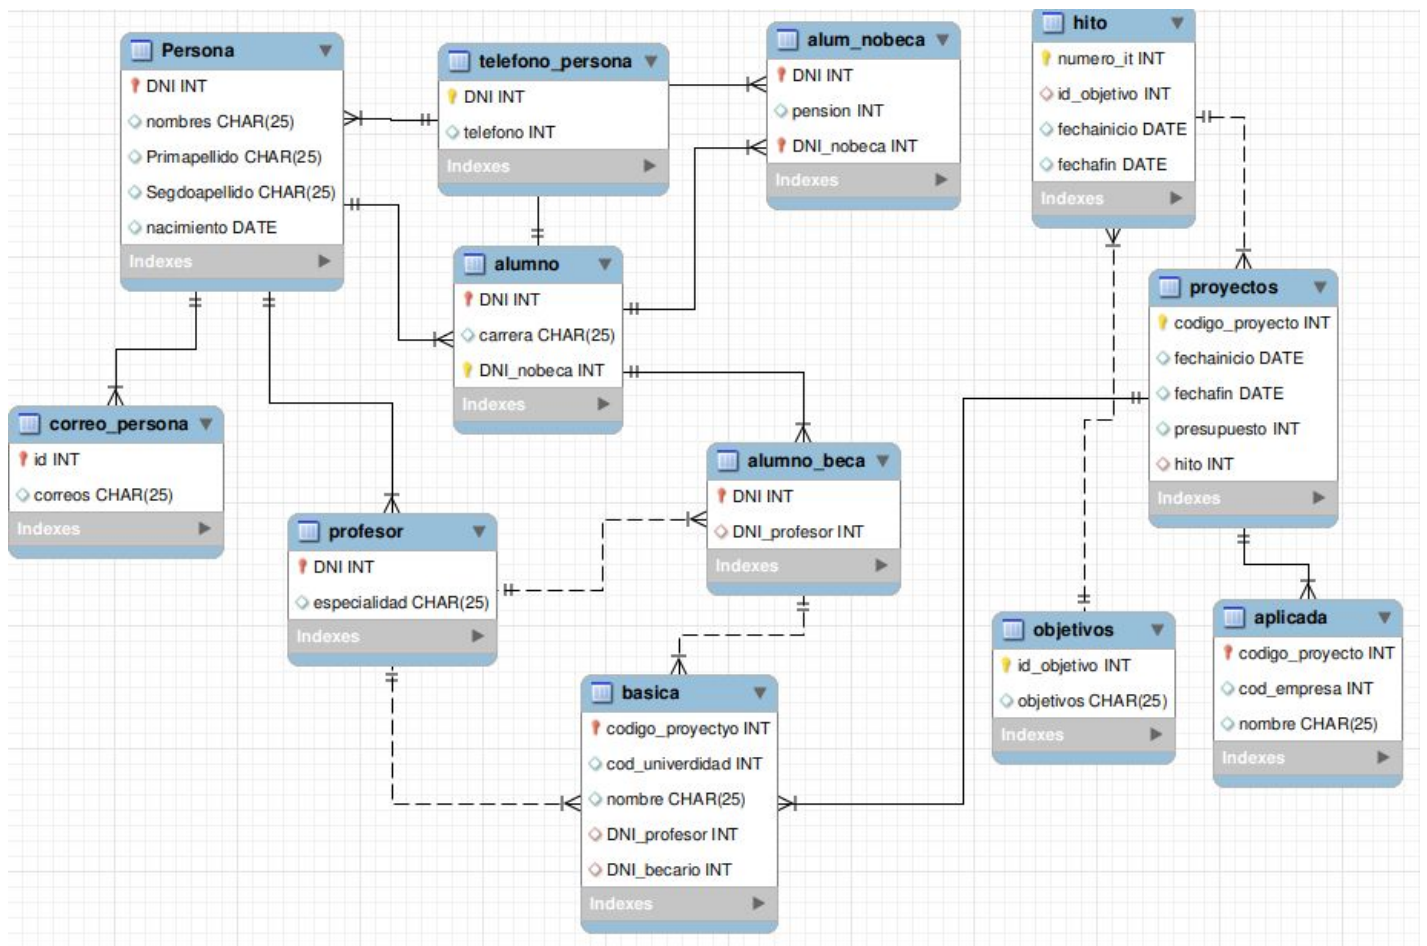 Persona
DNI INT
nombres CHAR(25)
Primapellido CHAR(25)
Segdoapellido CHAR(25)
nacimiento DATE
Indexes
telefono_persona
DNI INT
telefono INT
Indexes
alum_nobeca
DNI INT
pension INT
DNI_nobeca INT
Indexes
hito
numero_it INT
id_objetivo INT
fechainicio DATE
fechafin DATE
Indexes
alumno
DNI INT
carrera CHAR(25)
DNI_nobeca INT
Indexes
proyectos
codigo_proyecto INT
fechainicio DATE
fechafin DATE
presupuesto INT
hito INT
Indexes
correo_persona
id INT
correos CHAR(25)
Indexes
profesor
DNI INT
especialidad CHAR(25)
Indexes
alumno_beca
DNI INT
DNI_profesor INT
Indexes
basica
codigo_proyectyo INT
cod_univerdidad INT
nombre CHAR(25)
DNI_profesor INT
DNI_becario INT
Indexes
objetivos
id_objetivo INT
objetivos CHAR(25)
Indexes
aplicada
codigo_proyecto INT
cod_empresa INT
nombre CHAR(25)
Indexes